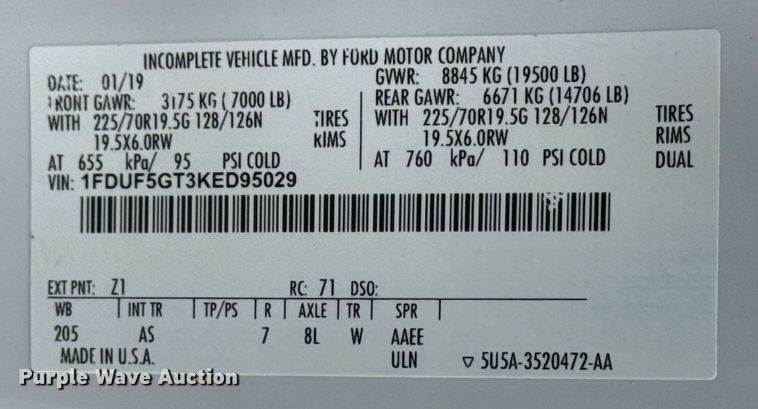 INCOMPLETE VEHICLE MFD. BY FORD MOTOR COMPANY
DATE: 01/19 GVWR: 8845 KG (19500 LB)
FRONT GAWR: 3175 KG ( 7000 LB) REAR GAWR: 6671 KG (14706 LB)
WITH 225/70R19.5G 128/126N TIRES WITH 225/70R19.5G 128/126N TIRES
19.5X6.0RW RIMS 19.5X6.0RW RIMS
AT 655 kPa/ 95 PSI COLD AT 760 kPa/ 110 PSI COLD DUAL
VIN: 1FDUF5GT3KED95029
EXT PNT: Z1 RC: 71 DSO:
WB INT TR TP/PS R AXLE TR SPR
205 AS 7 8L W AAEE
MADE IN U.S.A. ULN ▽ 5U5A-3520472-AA
Purple Wave Auction